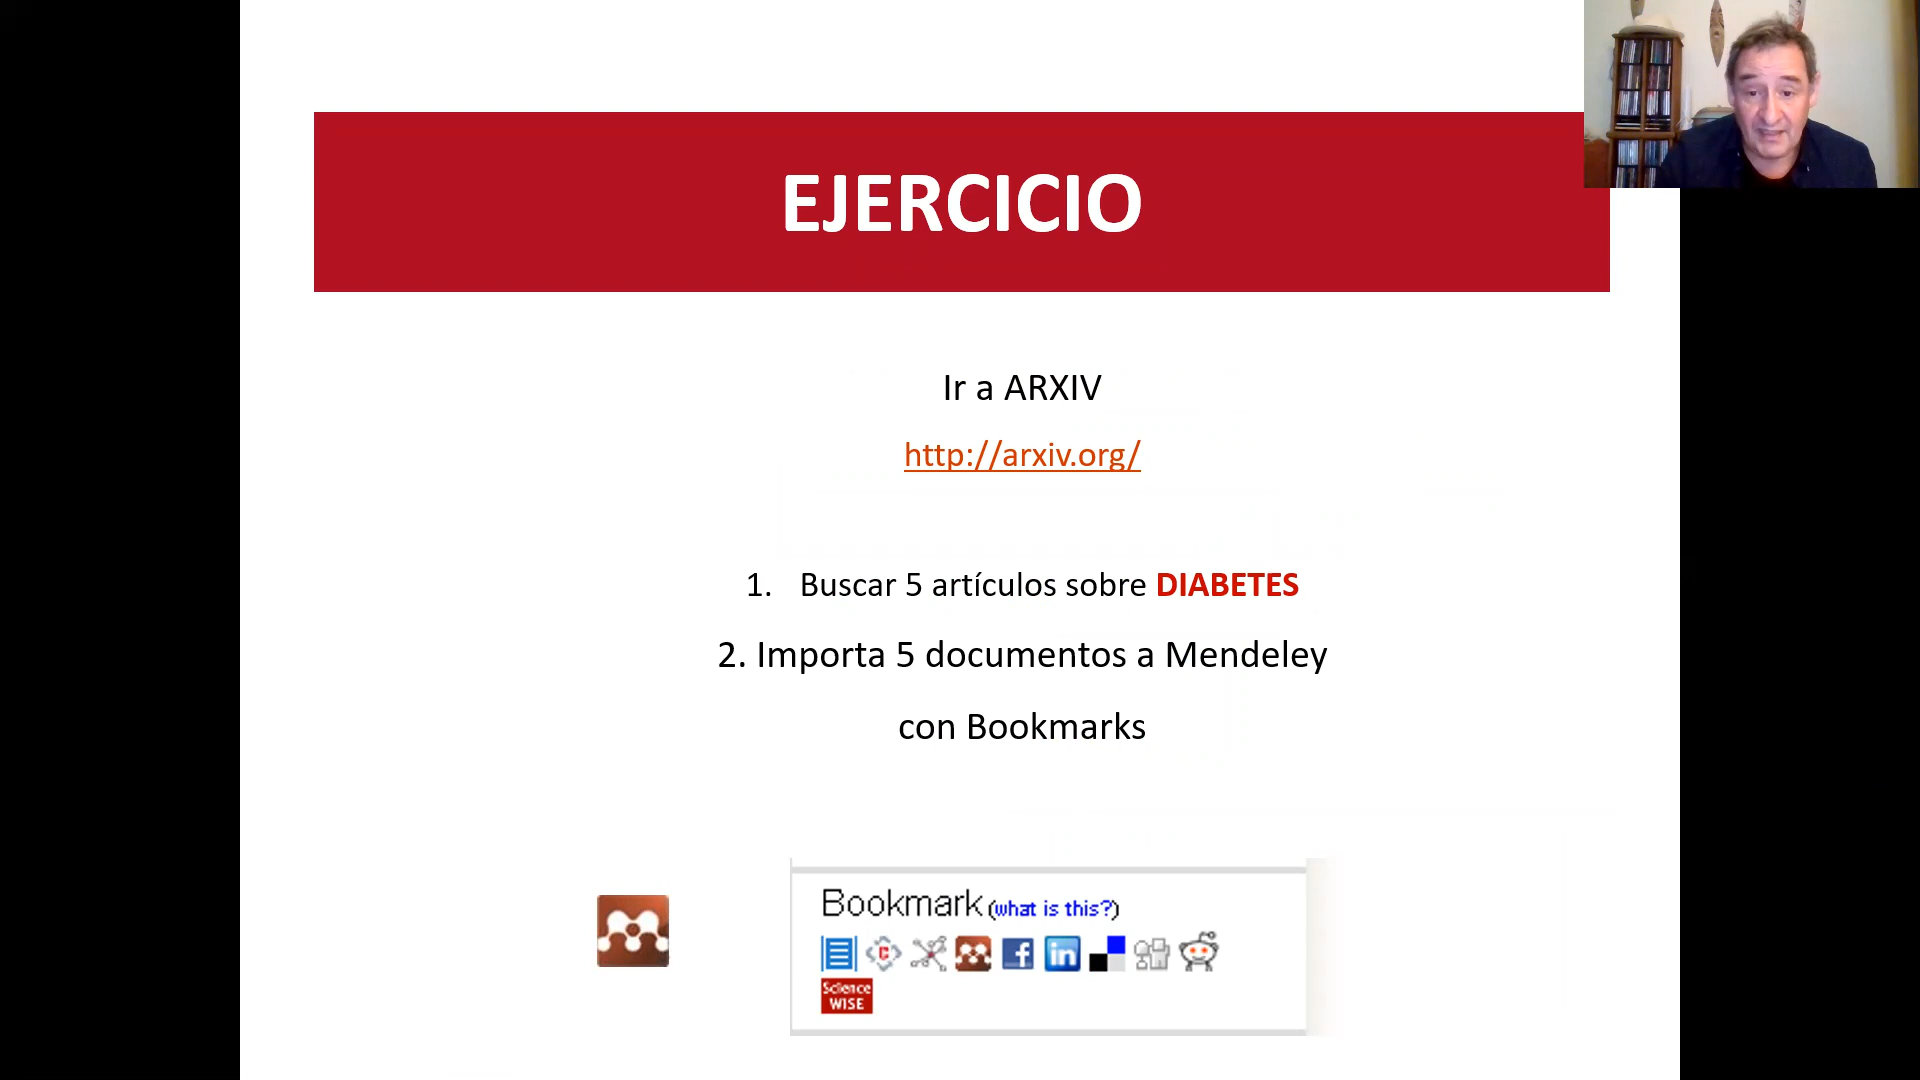 EJERCICIO
Ir a ARXIV
http://arxiv.org/
1. Buscar 5 artículos sobre DIABETES
2. Importa 5 documentos a Mendeley
con Bookmarks
Bookmark (what is this?)
Science
WISE